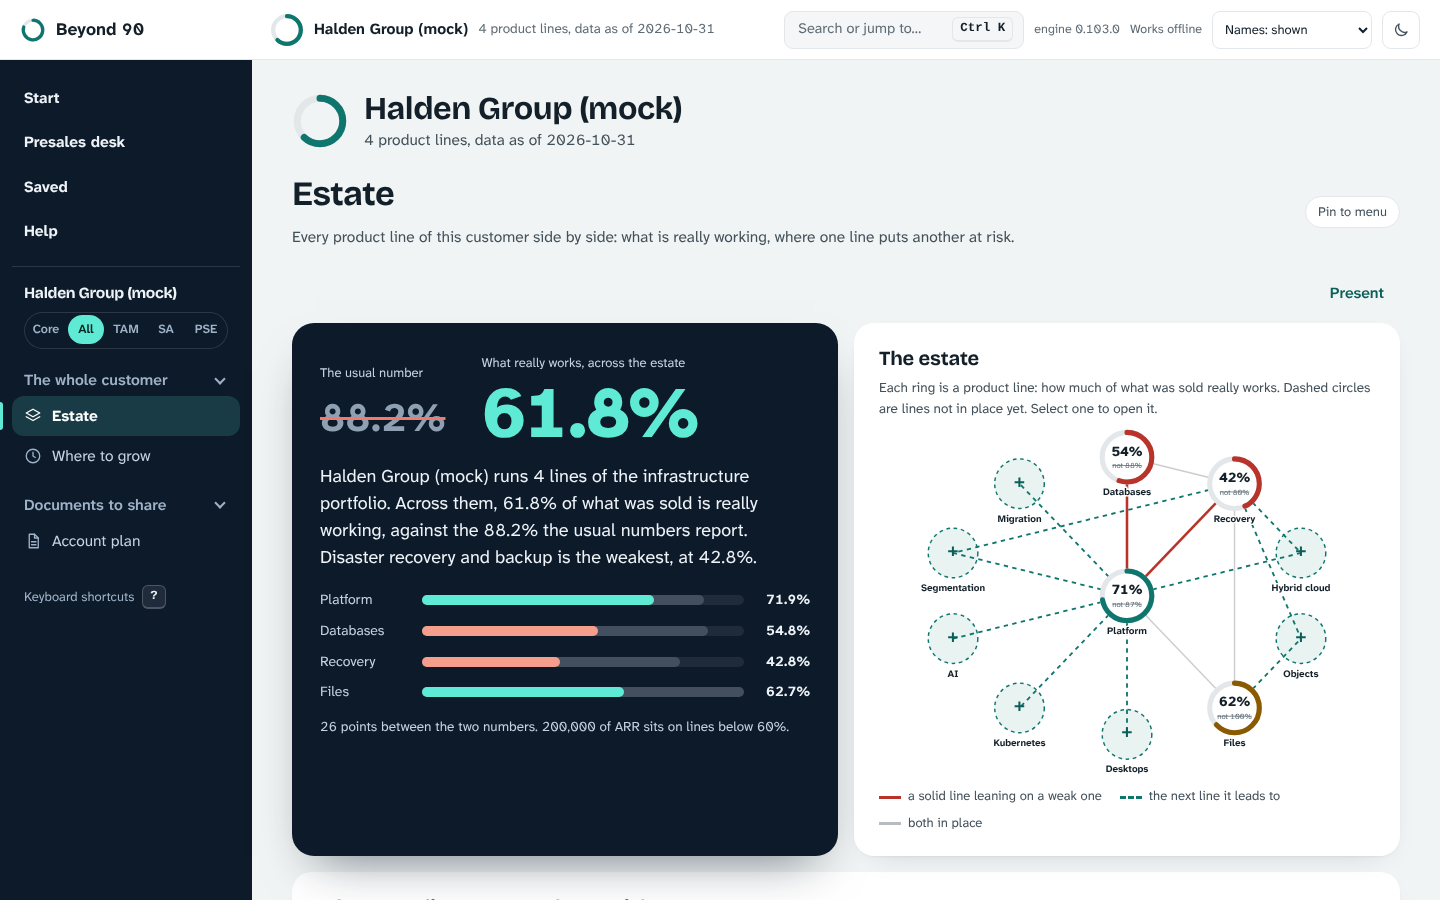 Beyond 90
Halden Group (mock) 4 product lines, data as of 2026-10-31
Search or jump to... Ctrl K
engine 0.103.0 Works offline
Names: shown
Start
Presales desk
Saved
Help
Halden Group (mock)
Core All TAM SA PSE
The whole customer
Estate
Where to grow
Documents to share
Account plan
Keyboard shortcuts ?
Halden Group (mock)
4 product lines, data as of 2026-10-31
Estate
Every product line of this customer side by side: what is really working, where one line puts another at risk.
Pin to menu
Present
The usual number
88.2%
What really works, across the estate
61.8%
Halden Group (mock) runs 4 lines of the infrastructure
portfolio. Across them, 61.8% of what was sold is really
working, against the 88.2% the usual numbers report.
Disaster recovery and backup is the weakest, at 42.8%.
Platform 71.9%
Databases 54.8%
Recovery 42.8%
Files 62.7%
26 points between the two numbers. 200,000 of ARR sits on lines below 60%.
The estate
Each ring is a product line: how much of what was sold really works. Dashed circles
are lines not in place yet. Select one to open it.
54%
not 88%
Databases
42%
not 80%
Recovery
+
Migration
+
Segmentation
+
Hybrid cloud
71%
not 87%
Platform
+
AI
+
Objects
+
Kubernetes
+
Desktops
62%
not 100%
Files
a solid line leaning on a weak one
the next line it leads to
both in place